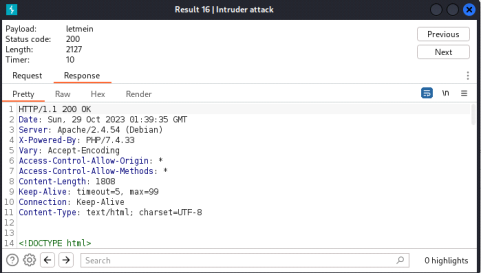 Result 16 | Intruder attack
Payload: letmein
Status code: 200
Length: 2127
Timer: 10
Previous
Next
Request Response
Pretty Raw Hex Render \n
1 HTTP/1.1 200 OK
2 Date: Sun, 29 Oct 2023 01:39:35 GMT
3 Server: Apache/2.4.54 (Debian)
4 X-Powered-By: PHP/7.4.33
5 Vary: Accept-Encoding
6 Access-Control-Allow-Origin: *
7 Access-Control-Allow-Methods: *
8 Content-Length: 1808
9 Keep-Alive: timeout=5, max=99
10 Connection: Keep-Alive
11 Content-Type: text/html; charset=UTF-8
12
13
14 <!DOCTYPE html>
Search 0 highlights